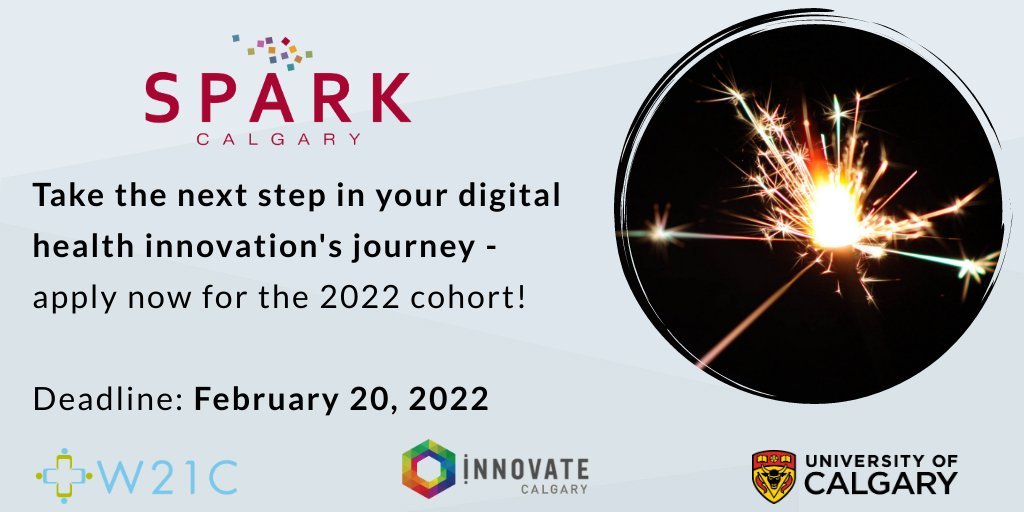 SPARK
CALGARY
Take the next step in your digital
health innovation's journey -
apply now for the 2022 cohort!
Deadline: February 20, 2022
W21C
INNOVATE
CALGARY
UNIVERSITY OF
CALGARY